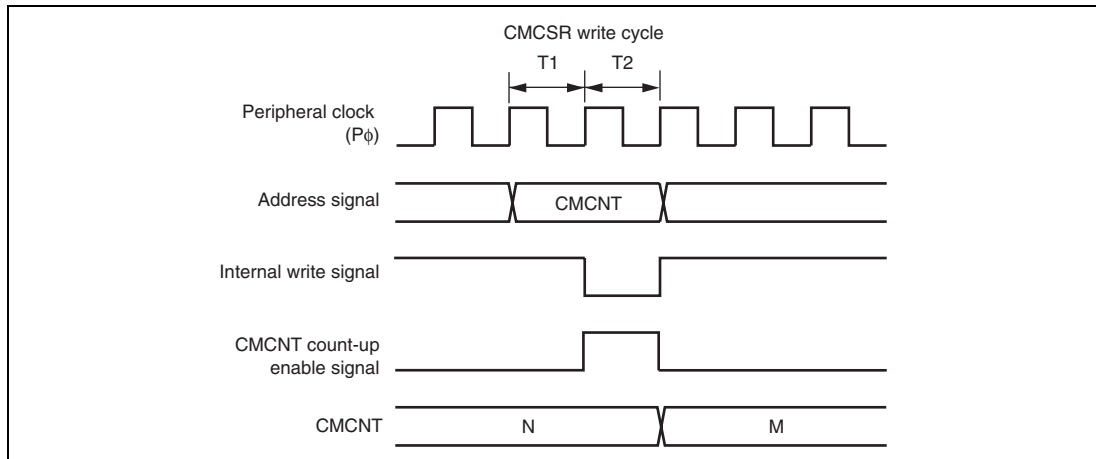 CMCSR write cycle
T1 T2
Peripheral clock
(Pϕ)
Address signal
CMCNT
Internal write signal
CMCNT count-up
enable signal
CMCNT
N M